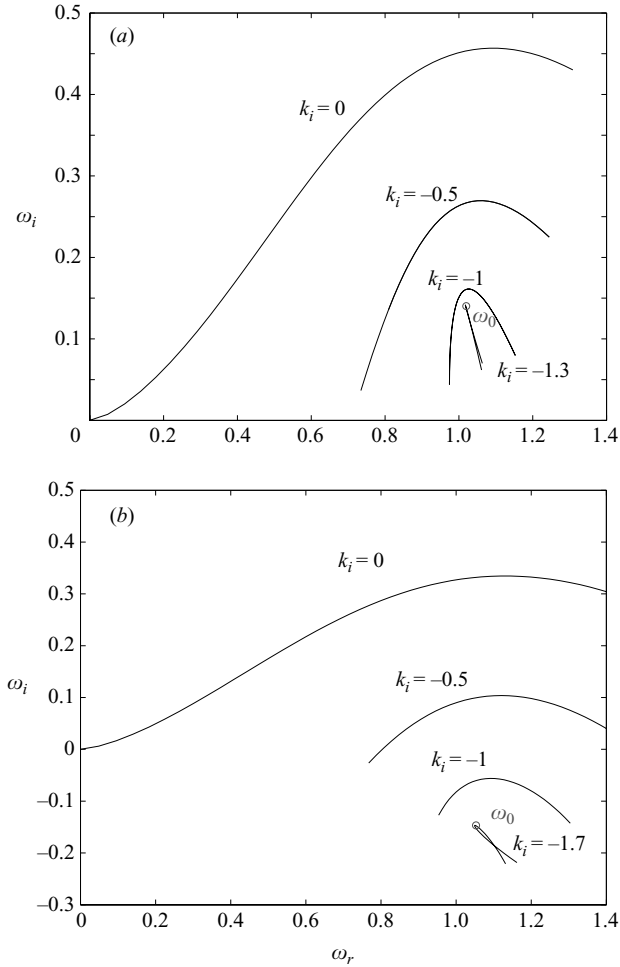 0.5
(a)
0.4
k_i = 0
0.3
ω_i
k_i = –0.5
0.2
k_i = –1
ω_0
0.1
k_i = –1.3
0
0 0.2 0.4 0.6 0.8 1.0 1.2 1.4
0.5
(b)
0.4
k_i = 0
0.3
0.2
ω_i
k_i = –0.5
0.1
0
k_i = –1
–0.1
ω_0
k_i = –1.7
–0.2
–0.3
0 0.2 0.4 0.6 0.8 1.0 1.2 1.4
ω_r